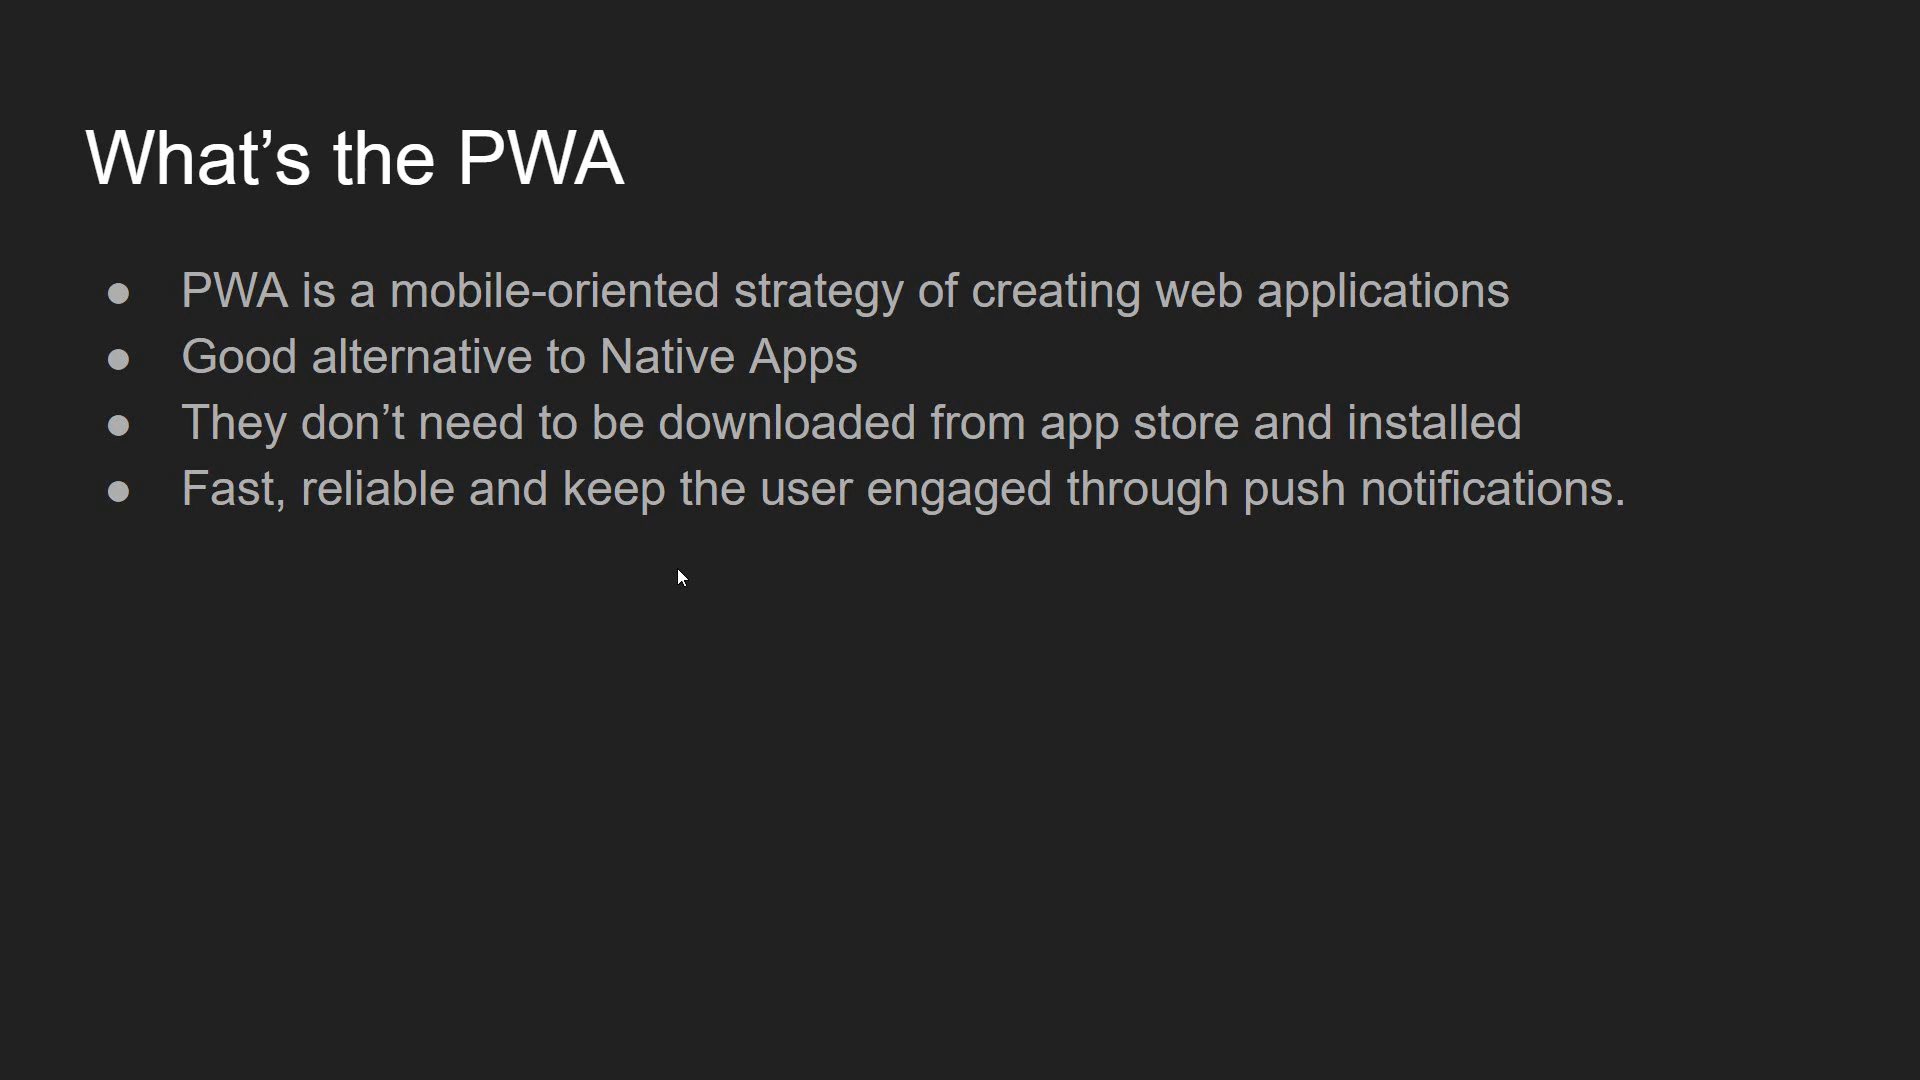 What’s the PWA
● PWA is a mobile-oriented strategy of creating web applications
● Good alternative to Native Apps
● They don’t need to be downloaded from app store and installed
● Fast, reliable and keep the user engaged through push notifications.